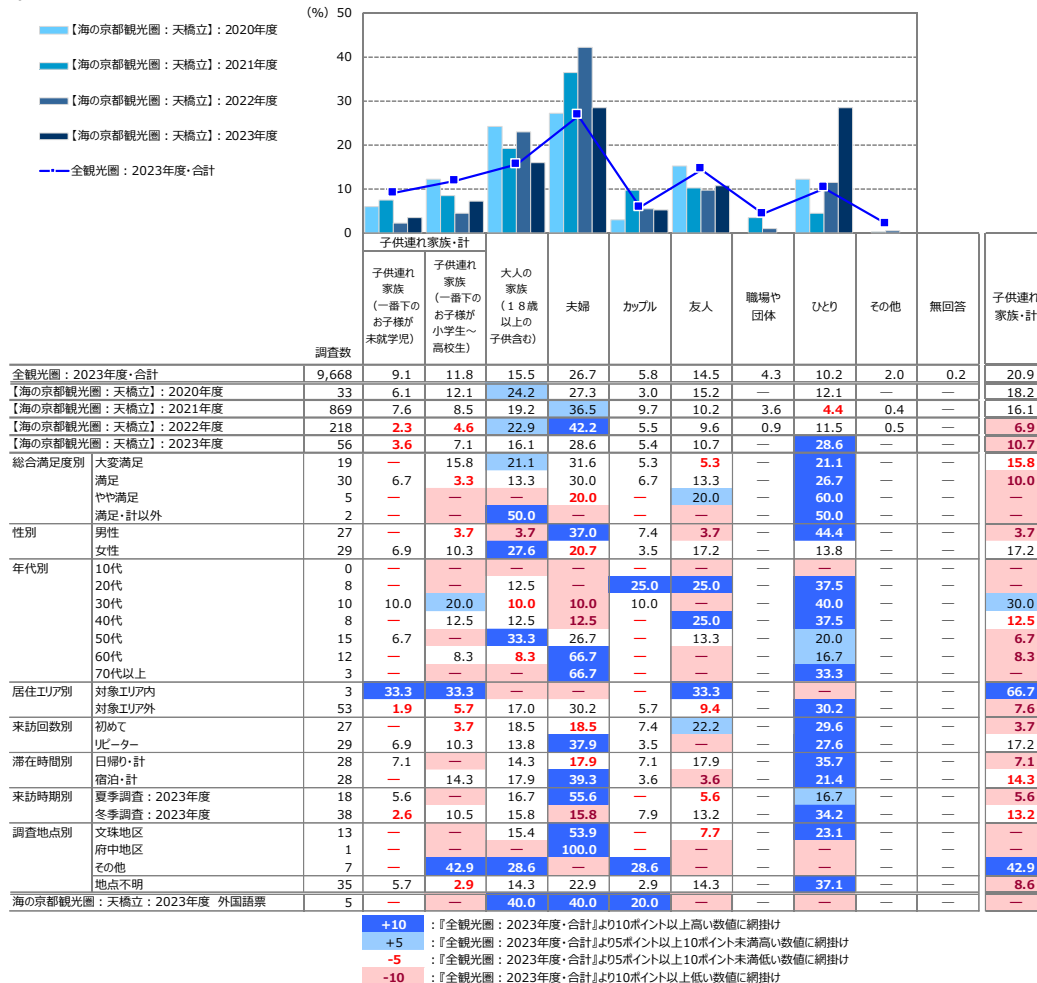 (%)
50
40
30
20
10
0
【海の京都観光圏：天橋立】：2020年度
【海の京都観光圏：天橋立】：2021年度
【海の京都観光圏：天橋立】：2022年度
【海の京都観光圏：天橋立】：2023年度
全観光圏：2023年度・合計
調査数
子供連れ家族・計
子供連れ
家族
（一番下の
お子様が
未就学児）
子供連れ
家族
（一番下の
お子様が
小学生～
高校生）
大人の
家族
（１８歳
以上の
子供含む）
夫婦
カップル
友人
職場や
団体
ひとり
その他
無回答
子供連れ
家族・計
全観光圏：2023年度・合計 9,668 9.1 11.8 15.5 26.7 5.8 14.5 4.3 10.2 2.0 0.2 20.9
【海の京都観光圏：天橋立】：2020年度 33 6.1 12.1 24.2 27.3 3.0 15.2 — 12.1 — — 18.2
【海の京都観光圏：天橋立】：2021年度 869 7.6 8.5 19.2 36.5 9.7 10.2 3.6 4.4 0.4 — 16.1
【海の京都観光圏：天橋立】：2022年度 218 2.3 4.6 22.9 42.2 5.5 9.6 0.9 11.5 0.5 — 6.9
【海の京都観光圏：天橋立】：2023年度 56 3.6 7.1 16.1 28.6 5.4 10.7 — 28.6 — — 10.7
総合満足度別 大変満足 19 — 15.8 21.1 31.6 5.3 5.3 — 21.1 — — 15.8
満足 30 6.7 3.3 13.3 30.0 6.7 13.3 — 26.7 — — 10.0
やや満足 5 — — — 20.0 — 20.0 — 60.0 — — —
満足・計以外 2 — — 50.0 — — — — 50.0 — — —
性別 男性 27 — 3.7 3.7 37.0 7.4 3.7 — 44.4 — — 3.7
女性 29 6.9 10.3 27.6 20.7 3.5 17.2 — 13.8 — — 17.2
年代別 10代 0 — — — — — — — — — — —
20代 8 — — 12.5 — 25.0 25.0 — 37.5 — — —
30代 10 10.0 20.0 10.0 10.0 10.0 — — 40.0 — — 30.0
40代 8 — 12.5 12.5 12.5 — 25.0 — 37.5 — — 12.5
50代 15 6.7 — 33.3 26.7 — 13.3 — 20.0 — — 6.7
60代 12 — 8.3 8.3 66.7 — — — 16.7 — — 8.3
70代以上 3 — — — 66.7 — — — 33.3 — — —
居住エリア別 対象エリア内 3 33.3 33.3 — — — 33.3 — — — — 66.7
対象エリア外 53 1.9 5.7 17.0 30.2 5.7 9.4 — 30.2 — — 7.6
来訪回数別 初めて 27 — 3.7 18.5 18.5 7.4 22.2 — 29.6 — — 3.7
リピーター 29 6.9 10.3 13.8 37.9 3.5 — — 27.6 — — 17.2
滞在時間別 日帰り・計 28 7.1 — 14.3 17.9 7.1 17.9 — 35.7 — — 7.1
宿泊・計 28 — 14.3 17.9 39.3 3.6 3.6 — 21.4 — — 14.3
来訪時期別 夏季調査：2023年度 18 5.6 — 16.7 55.6 — 5.6 — 16.7 — — 5.6
冬季調査：2023年度 38 2.6 10.5 15.8 15.8 7.9 13.2 — 34.2 — — 13.2
調査地点別 文珠地区 13 — — 15.4 53.9 — 7.7 — 23.1 — — —
府中地区 1 — — — 100.0 — — — — — — —
その他 7 — 42.9 28.6 — 28.6 — — — — — 42.9
地点不明 35 5.7 2.9 14.3 22.9 2.9 14.3 — 37.1 — — 8.6
海の京都観光圏：天橋立：2023年度 外国語票 5 — — 40.0 40.0 20.0 — — — — — —
+10 ：『全観光圏：2023年度・合計』より10ポイント以上高い数値に網掛け
+5 ：『全観光圏：2023年度・合計』より5ポイント以上10ポイント未満高い数値に網掛け
-5 ：『全観光圏：2023年度・合計』より5ポイント以上10ポイント未満低い数値に網掛け
-10 ：『全観光圏：2023年度・合計』より10ポイント以上低い数値に網掛け